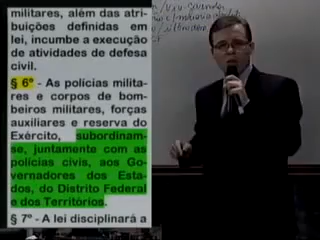 militares, além das atri-
buições definidas em
lei, incumbe a execução
de atividades de defesa
civil.
§ 6º - As polícias milita-
res e corpos de bom-
beiros militares, forças
auxiliares e reserva do
Exército, subordinam-
se, juntamente com as
polícias civis, aos Go-
vernadores dos Esta-
dos, do Distrito Federal
e dos Territórios.
§ 7º - A lei disciplinará a